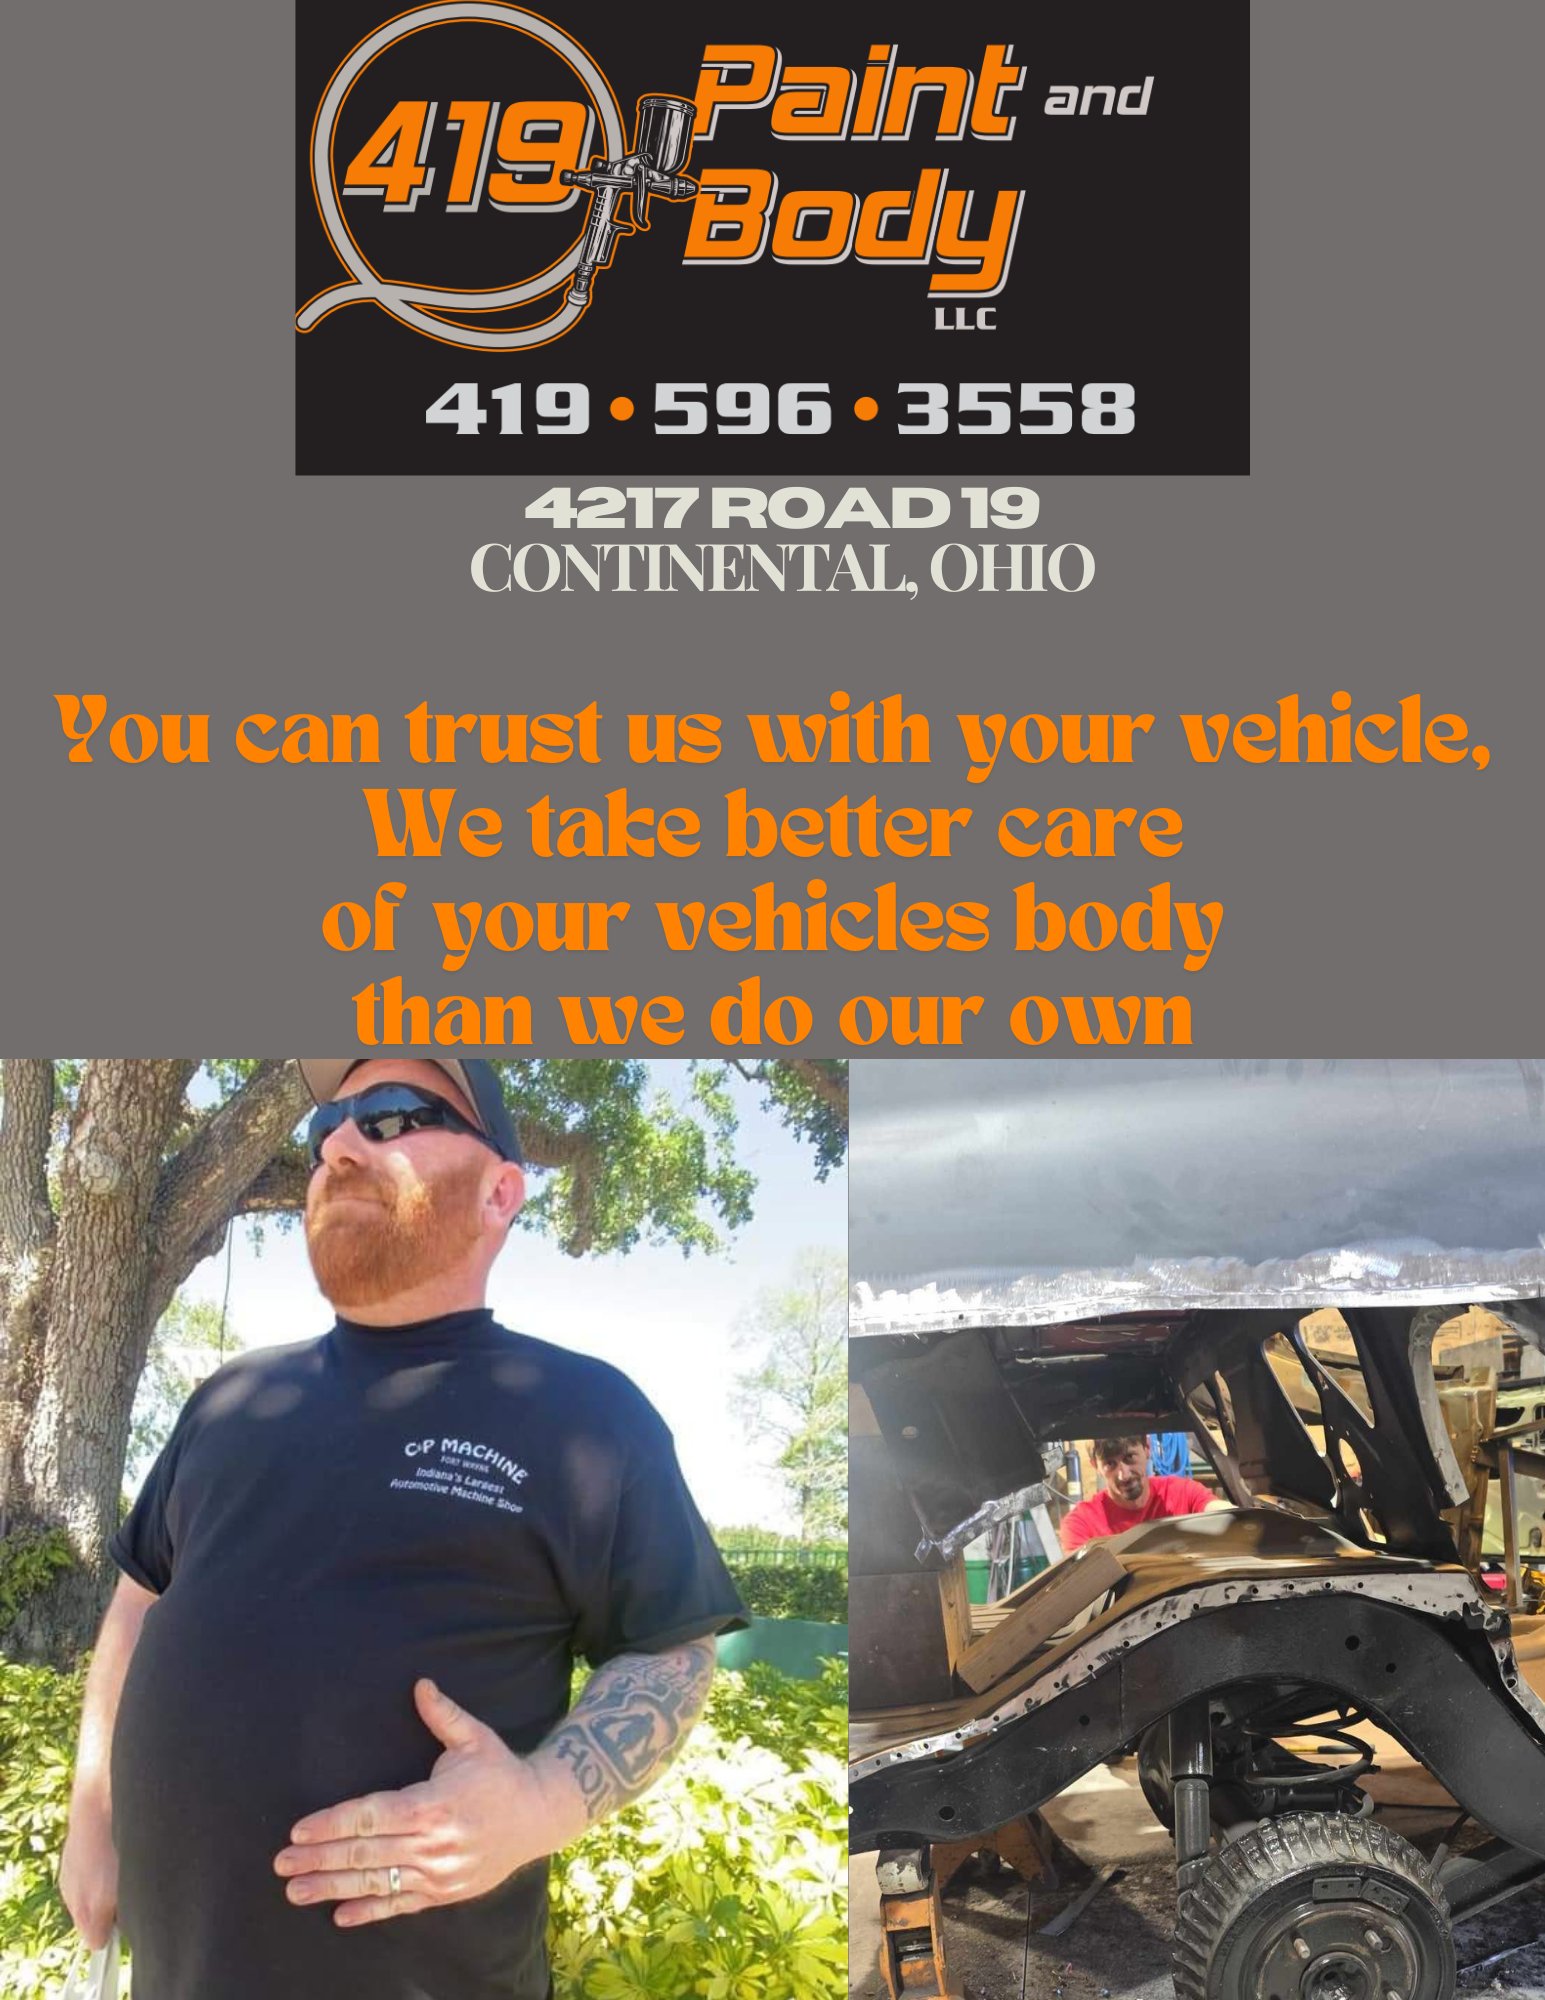 419 Paint and
Body
LLC
419•596•3558
4217 ROAD 19
CONTINENTAL, OHIO
You can trust us with your vehicle,
We take better care
of your vehicles body
than we do our own
C&P MACHINE
FORT WAYNE
Indiana's Largest
Automotive Machine Shop